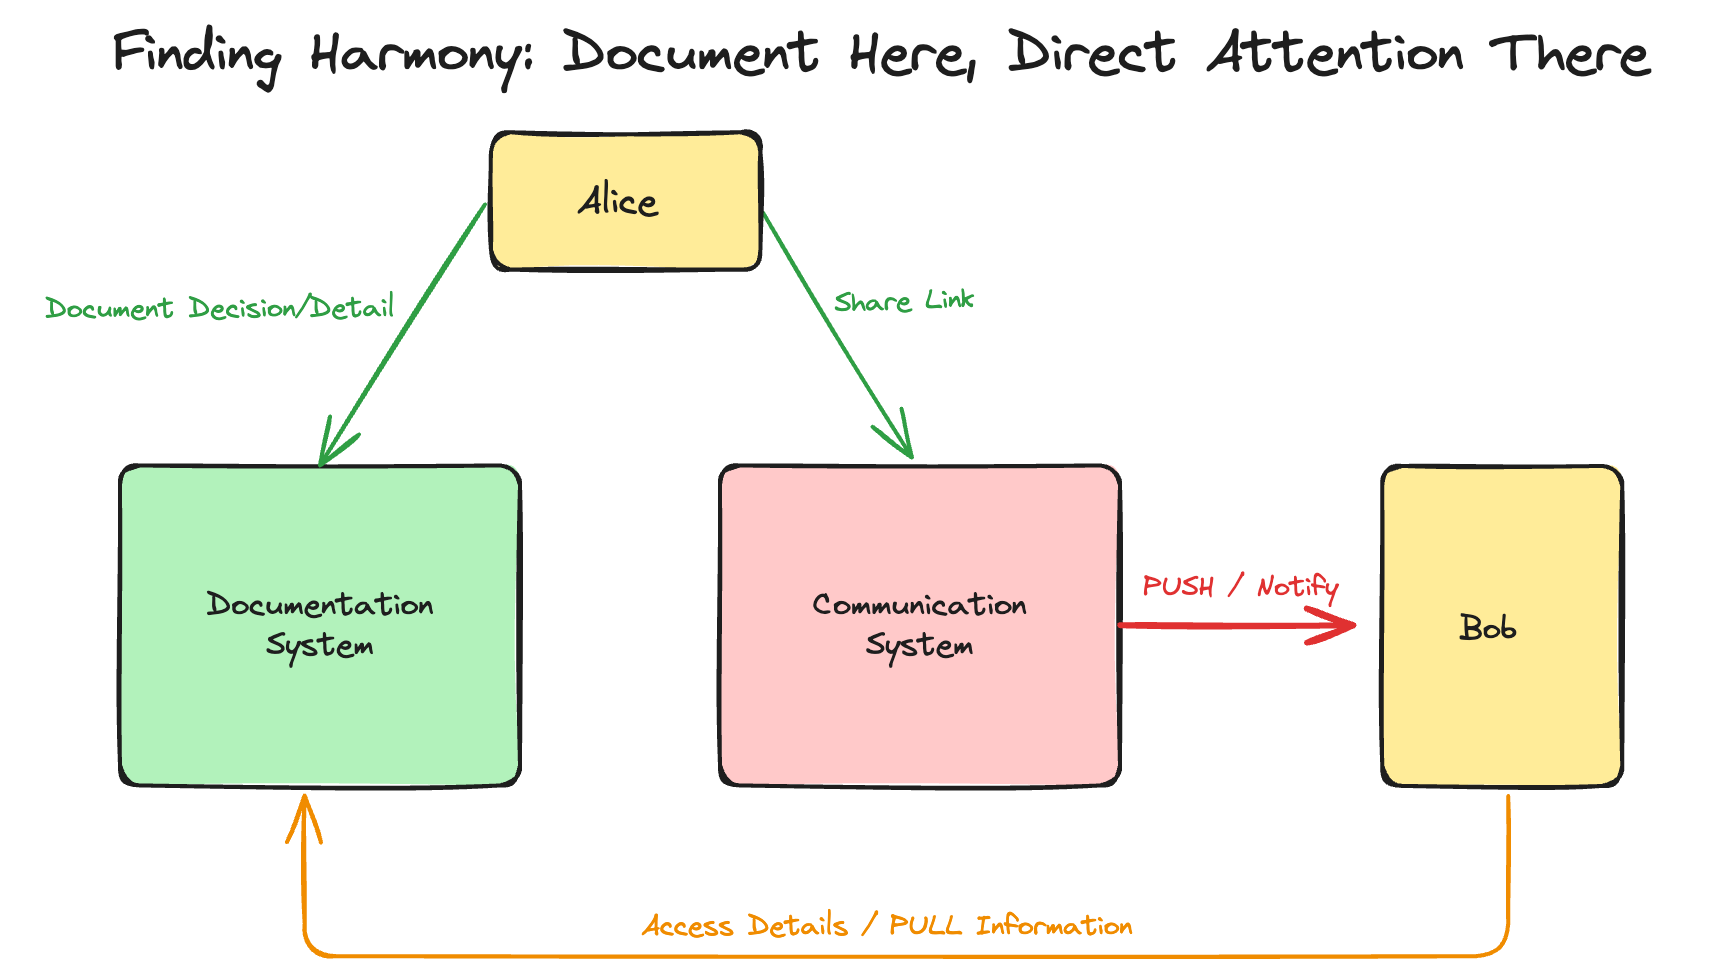 Finding Harmony: Document Here, Direct Attention There
Alice
Document Decision/Detail
Share Link
Documentation
System
Communication
System
PUSH / Notify
Bob
Access Details / PULL Information